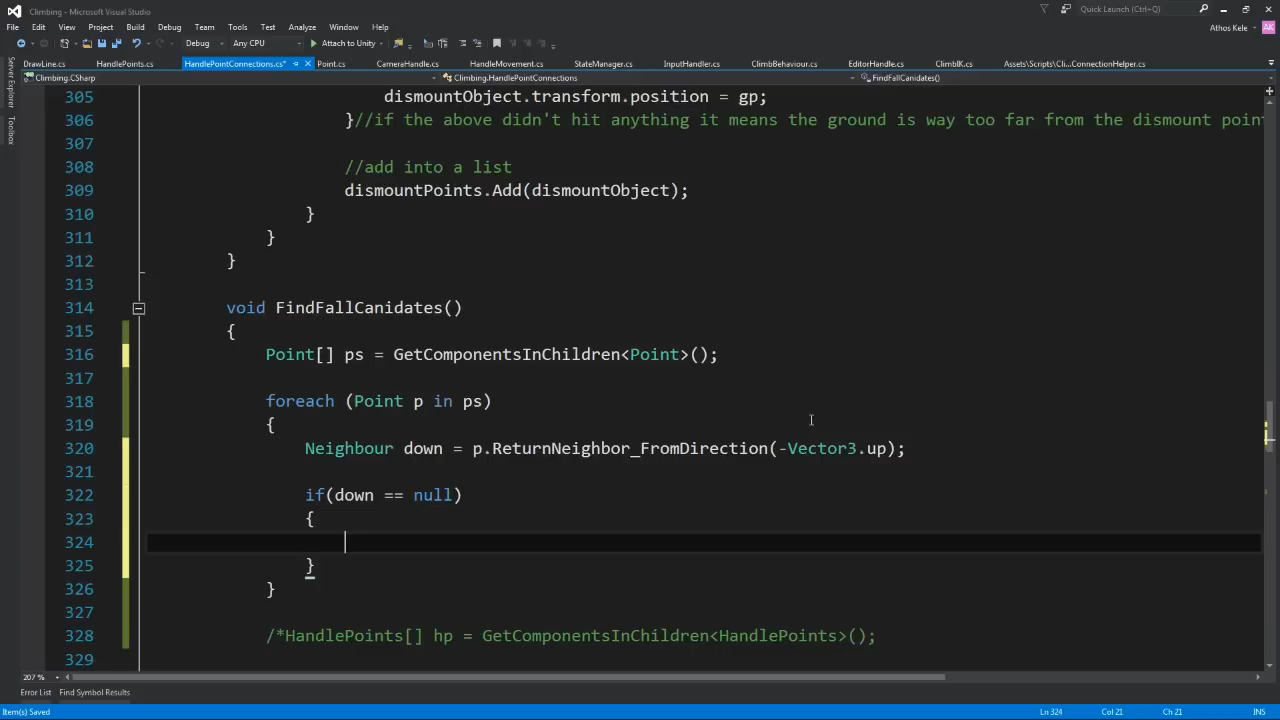 Climbing - Microsoft Visual Studio
Quick Launch (Ctrl+Q)
File Edit View Project Build Debug Team Tools Test Analyze Window Help
Athos Kele
AK
Debug Any CPU Attach to Unity
DrawLine.cs HandlePoints.cs HandlePointConnections.cs* Point.cs CameraHandle.cs HandleMovement.cs StateManager.cs InputHandler.cs ClimbBehaviour.cs EditorHandle.cs ClimbIK.cs Assets\Scripts\Cli...ConnectionHelper.cs
Climbing.CSharp Climbing.HandlePointConnections FindFallCanidates()
Server Explorer
Toolbox
305 dismountObject.transform.position = gp;
306 }//if the above didn't hit anything it means the ground is way too far from the dismount poin
307
308 //add into a list
309 dismountPoints.Add(dismountObject);
310 }
311 }
312 }
313
314 void FindFallCanidates()
315 {
316 Point[] ps = GetComponentsInChildren<Point>();
317
318 foreach (Point p in ps)
319 {
320 Neighbour down = p.ReturnNeighbor_FromDirection(-Vector3.up);
321
322 if(down == null)
323 {
324
325 }
326 }
327
328 /*HandlePoints[] hp = GetComponentsInChildren<HandlePoints>();
329
207 %
Error List Find Symbol Results
Item(s) Saved Ln 324 Col 21 Ch 21 INS